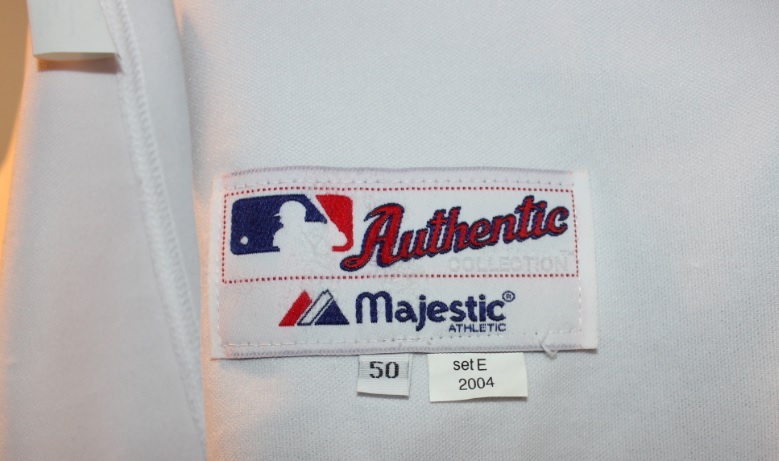 Authentic
COLLECTION
Majestic®
ATHLETIC
50
set E
2004